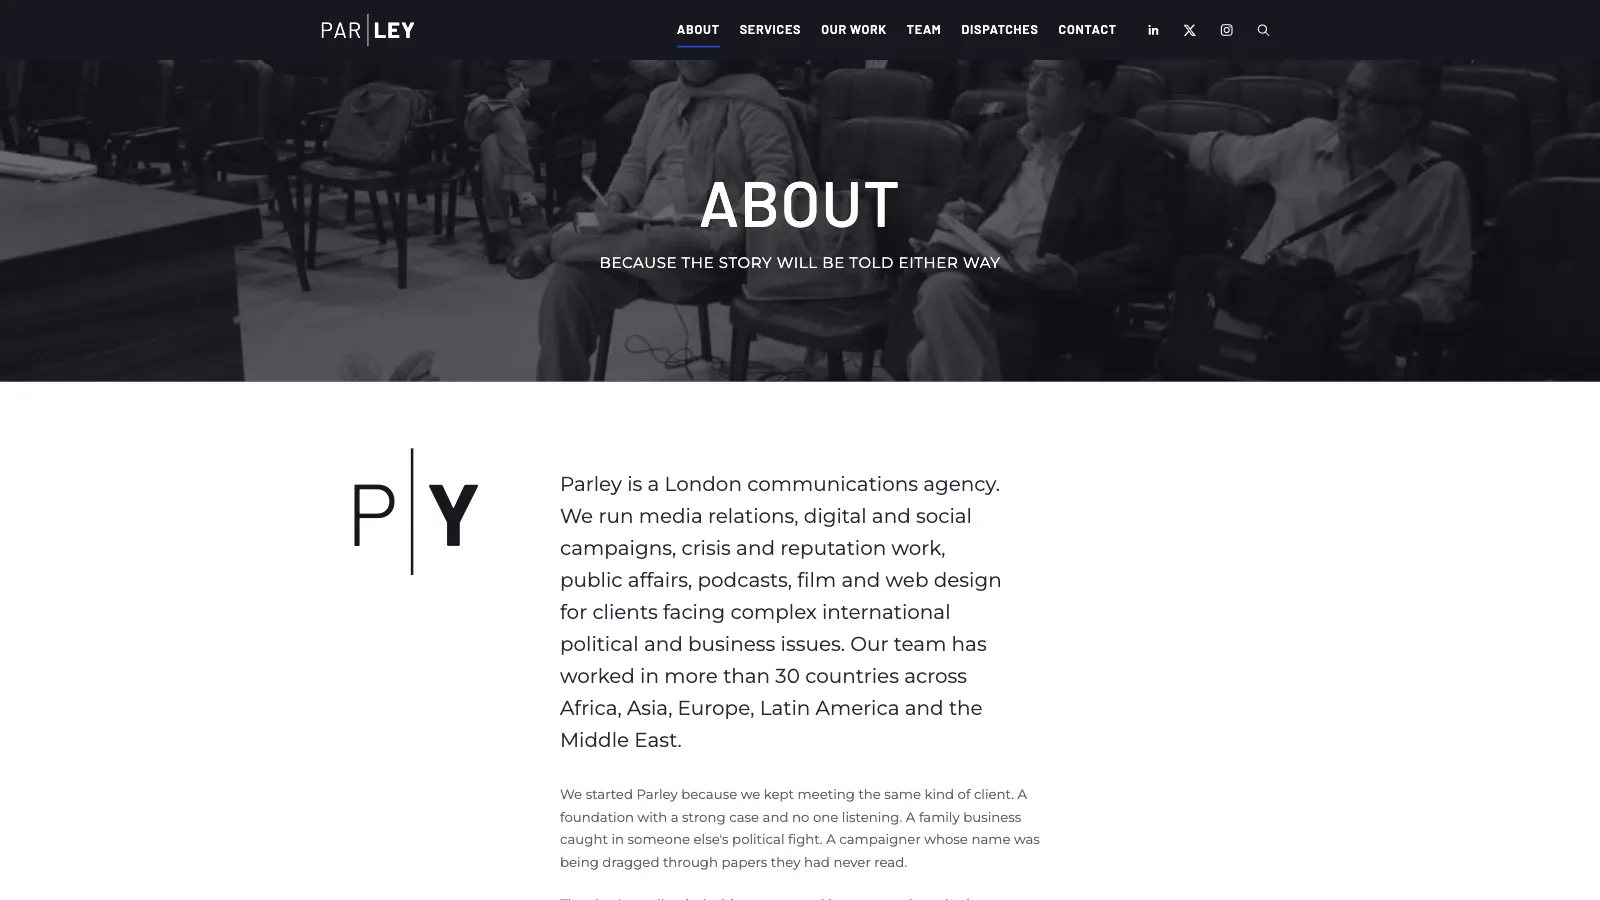 PAR|LEY
ABOUT
SERVICES
OUR WORK
TEAM
DISPATCHES
CONTACT
ABOUT
BECAUSE THE STORY WILL BE TOLD EITHER WAY
P|Y
Parley is a London communications agency.
We run media relations, digital and social
campaigns, crisis and reputation work,
public affairs, podcasts, film and web design
for clients facing complex international
political and business issues. Our team has
worked in more than 30 countries across
Africa, Asia, Europe, Latin America and the
Middle East.
We started Parley because we kept meeting the same kind of client. A
foundation with a strong case and no one listening. A family business
caught in someone else's political fight. A campaigner whose name was
being dragged through papers they had never read.